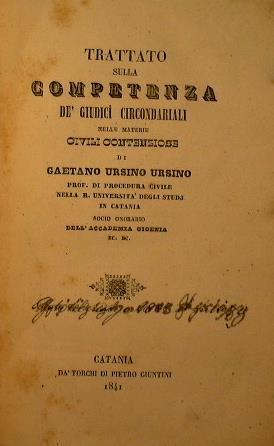 TRATTATO
SULLA
COMPETENZA
DE' GIUDICI CIRCONDARIALI
NELLE MATERIE
CIVILI CONTENZIOSE
DI
GAETANO URSINO URSINO
PROF. DI PROCEDURA CIVILE
NELLA R. UNIVERSITA' DEGLI STUDJ
IN CATANIA
SOCIO ONORARIO
DELL'ACCADEMIA GIOENIA
EC. EC.
CATANIA
DA' TORCHI DI PIETRO GIUNTINI
1841